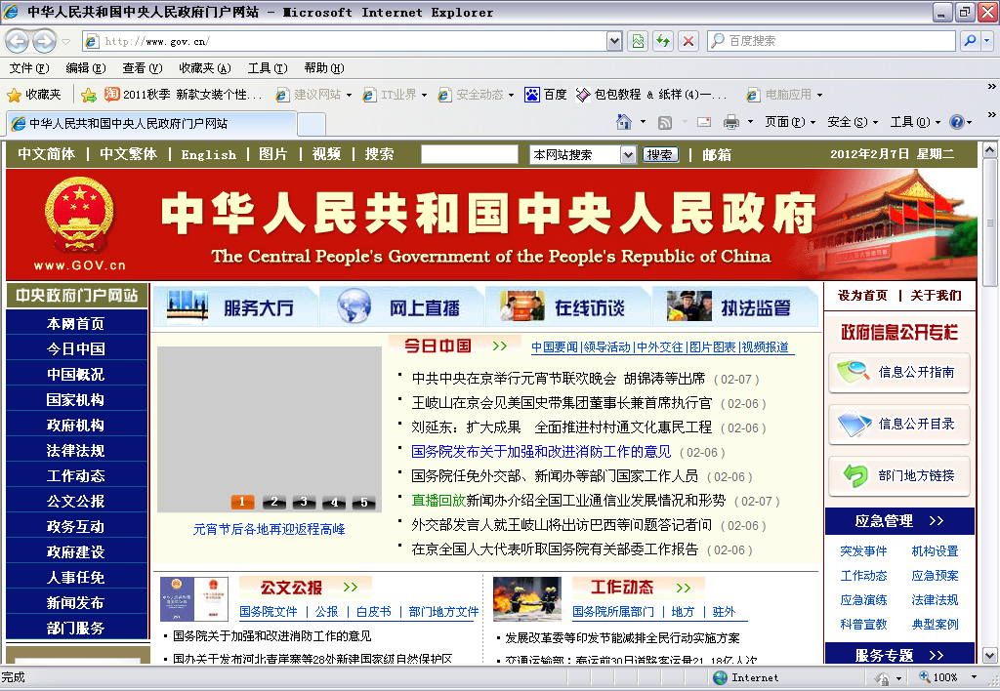 中华人民共和国中央人民政府门户网站 - Microsoft Internet Explorer
http://www.gov.cn/
百度搜索
文件(F) 编辑(E) 查看(V) 收藏夹(A) 工具(T) 帮助(H)
收藏夹 淘 2011秋季 新款女装个性... 建议网站 IT业界 安全动态 百度 包包教程 & 纸样(4)一... 电脑应用 »
中华人民共和国中央人民政府门户网站
页面(P) 安全(S) 工具(O) »
中文简体 | 中文繁体 | English | 图片 | 视频 | 搜索 本网站搜索 搜索 | 邮箱 2012年2月7日 星期二
中华人民共和国中央人民政府
www.GOV.cn
The Central People's Government of the People's Republic of China
中央政府门户网站
本网首页
今日中国
中国概况
国家机构
政府机构
法律法规
工作动态
公文公报
政务互动
政府建设
人事任免
新闻发布
部门服务
服务大厅 网上直播 在线访谈 执法监管
1 2 3 4 5
元宵节后各地再迎返程高峰
今日中国 >> 中国要闻|领导活动|中外交往|图片图表|视频报道
· 中共中央在京举行元宵节联欢晚会 胡锦涛等出席 (02-07)
· 王岐山在京会见美国史带集团董事长兼首席执行官 (02-06)
· 刘延东：扩大成果 全面推进村村通文化惠民工程 (02-06)
· 国务院发布关于加强和改进消防工作的意见 (02-06)
· 国务院任免外交部、新闻办等部门国家工作人员 (02-06)
· 直播回放新闻办介绍全国工业通信业发展情况和形势 (02-07)
· 外交部发言人就王岐山将出访巴西等问题答记者问 (02-06)
· 在京全国人大代表听取国务院有关部委工作报告 (02-06)
公文公报 >>
国务院文件 | 公报 | 白皮书 | 部门地方文件
· 国务院关于加强和改进消防工作的意见
· 国办关于发布河北青崖寨等28处新建国家级自然保护区
工作动态 >>
国务院所属部门 | 地方 | 驻外
· 发展改革委等印发节能减排全民行动实施方案
· 交通运输部：春运前30日道路客运量21.18亿人次
设为首页 | 关于我们
政府信息公开专栏
信息公开指南
信息公开目录
部门地方链接
应急管理 >>
突发事件 机构设置
工作动态 应急预案
应急演练 法律法规
科普宣教 典型案例
服务专题 >>
完成 Internet 100%